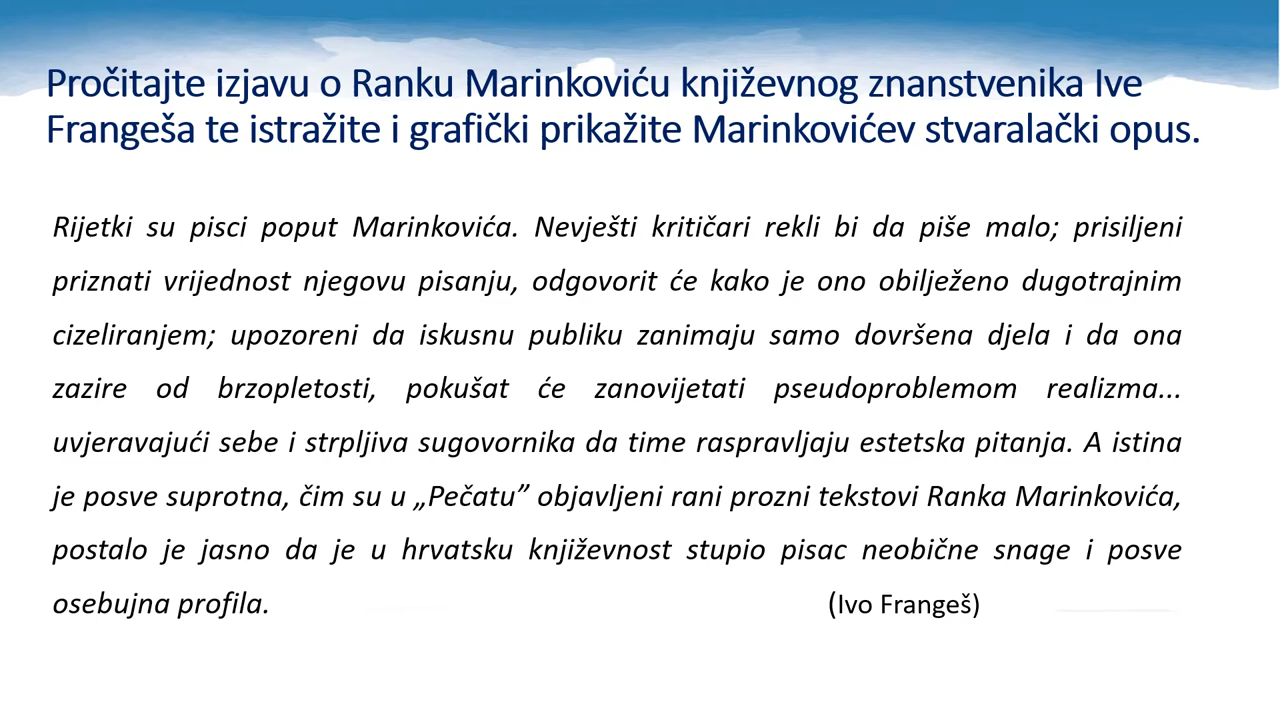 Pročitajte izjavu o Ranku Marinkoviću književnog znanstvenika Ive
Frangeša te istražite i grafički prikažite Marinkovićev stvaralački opus.
Rijetki su pisci poput Marinkovića. Nevješti kritičari rekli bi da piše malo; prisiljeni
priznati vrijednost njegovu pisanju, odgovorit će kako je ono obilježeno dugotrajnim
cizeliranjem; upozoreni da iskusnu publiku zanimaju samo dovršena djela i da ona
zazire od brzopletosti, pokušat će zanovijetati pseudoproblemom realizma...
uvjeravajući sebe i strpljiva sugovornika da time raspravljaju estetska pitanja. A istina
je posve suprotna, čim su u „Pečatu” objavljeni rani prozni tekstovi Ranka Marinkovića,
postalo je jasno da je u hrvatsku književnost stupio pisac neobične snage i posve
osebujna profila. (Ivo Frangeš)